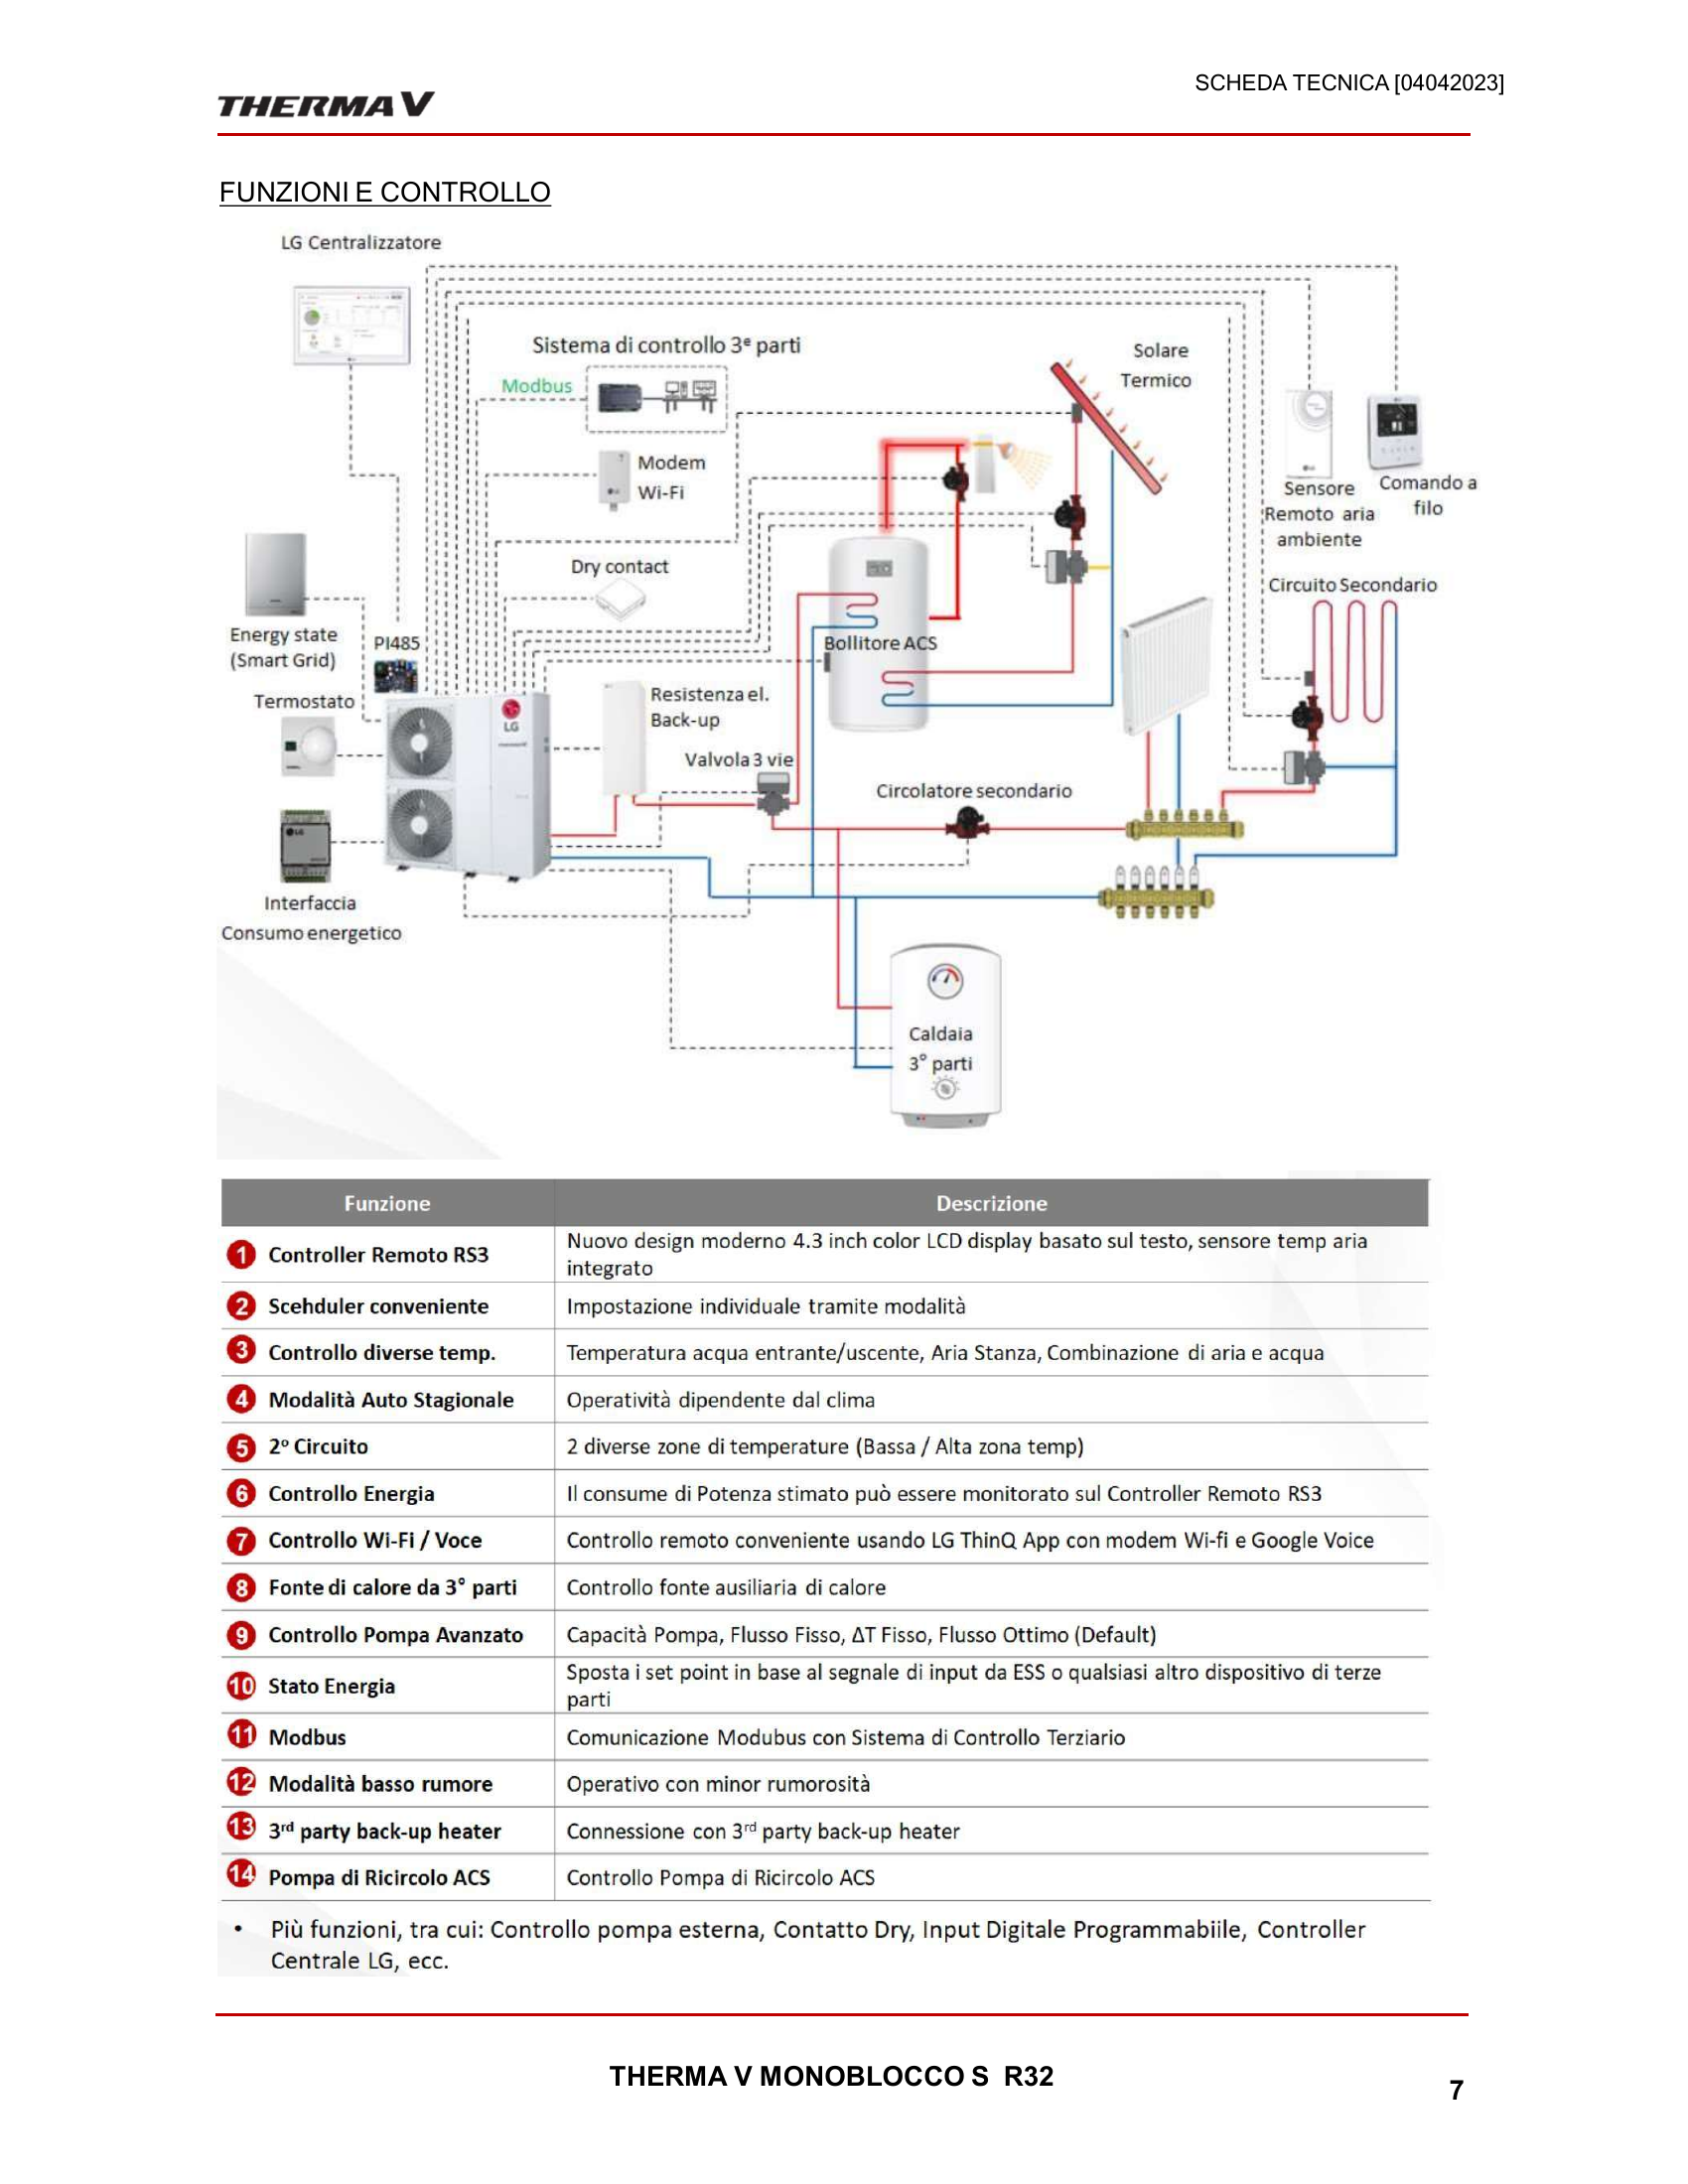 SCHEDA TECNICA [04042023]
THERMA V
FUNZIONI E CONTROLLO
LG Centralizzatore
Sistema di controllo 3e parti
Modbus
Solare
Termico
Modem
Wi-Fi
Sensore
Remoto aria
ambiente
Comando a
filo
Dry contact
Circuito Secondario
Energy state
(Smart Grid)
PI485
Bollitore ACS
Termostato
LG
Resistenza el.
Back-up
Valvola 3 vie
Circolatore secondario
Interfaccia
Consumo energetico
Caldaia
3° parti
Funzione Descrizione
1 Controller Remoto RS3 Nuovo design moderno 4.3 inch color LCD display basato sul testo, sensore temp aria
integrato
2 Scehduler conveniente Impostazione individuale tramite modalità
3 Controllo diverse temp. Temperatura acqua entrante/uscente, Aria Stanza, Combinazione di aria e acqua
4 Modalità Auto Stagionale Operatività dipendente dal clima
5 2º Circuito 2 diverse zone di temperature (Bassa / Alta zona temp)
6 Controllo Energia Il consume di Potenza stimato può essere monitorato sul Controller Remoto RS3
7 Controllo Wi-Fi / Voce Controllo remoto conveniente usando LG ThinQ App con modem Wi-fi e Google Voice
8 Fonte di calore da 3° parti Controllo fonte ausiliaria di calore
9 Controllo Pompa Avanzato Capacità Pompa, Flusso Fisso, ΔT Fisso, Flusso Ottimo (Default)
10 Stato Energia Sposta i set point in base al segnale di input da ESS o qualsiasi altro dispositivo di terze
parti
11 Modbus Comunicazione Modubus con Sistema di Controllo Terziario
12 Modalità basso rumore Operativo con minor rumorosità
13 3rd party back-up heater Connessione con 3rd party back-up heater
14 Pompa di Ricircolo ACS Controllo Pompa di Ricircolo ACS
• Più funzioni, tra cui: Controllo pompa esterna, Contatto Dry, Input Digitale Programmabiile, Controller
Centrale LG, ecc.
THERMA V MONOBLOCCO S R32
7